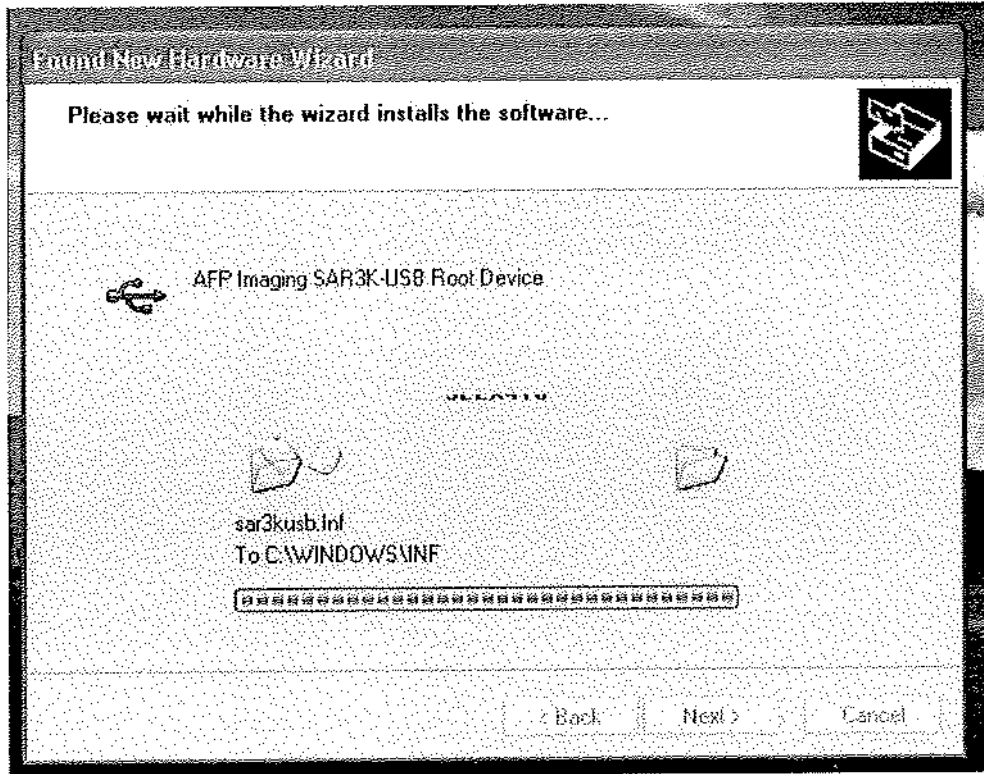 Found New Hardware Wizard
Please wait while the wizard installs the software...
AFP Imaging SAR3K-USB Root Device
sar3kusb.Inf
To C:\WINDOWS\INF
< Back
Next >
Cancel